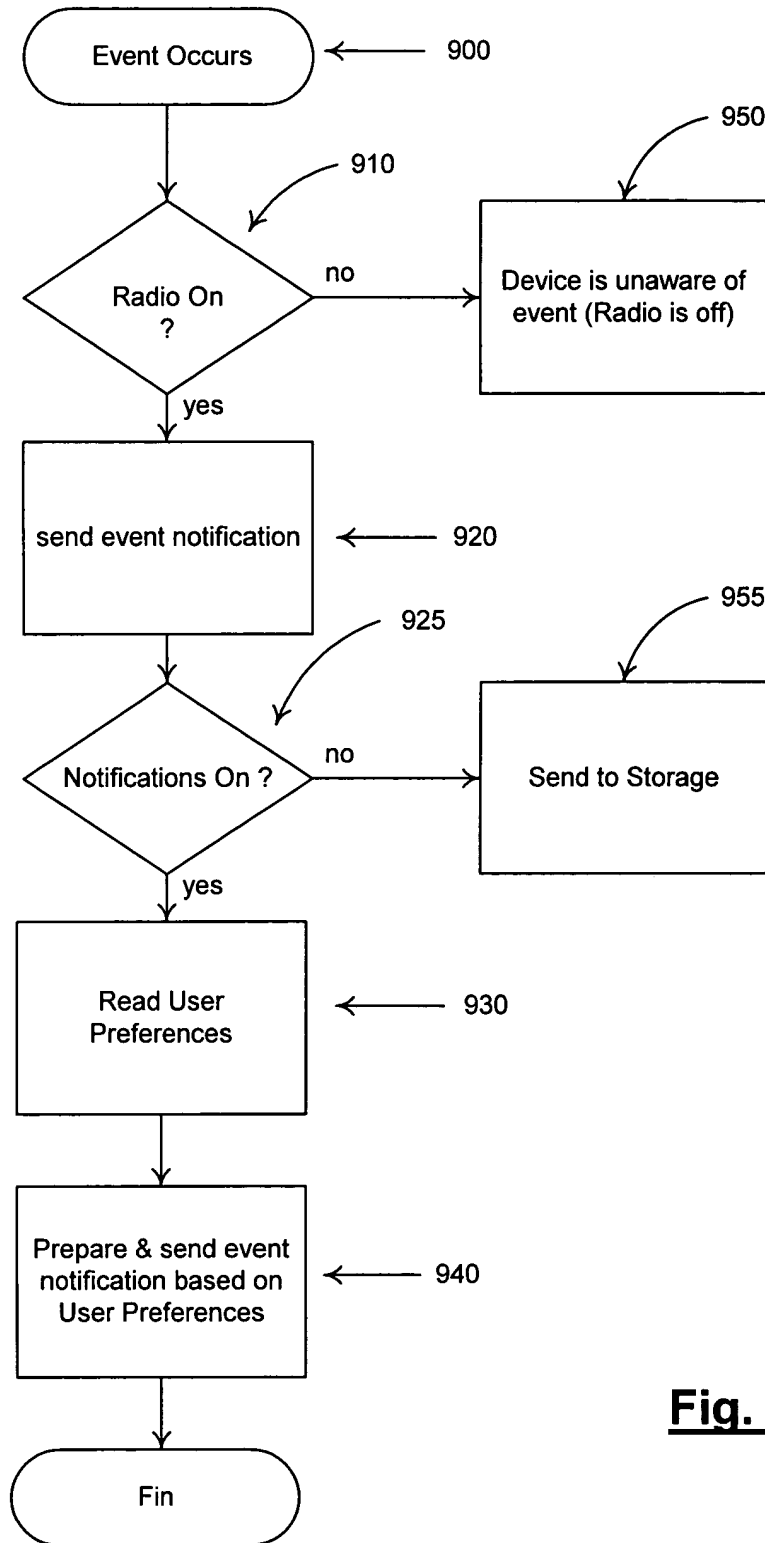 Event Occurs
900
910
950
Radio On
?
no
Device is unaware of
event (Radio is off)
yes
send event notification
920
925
955
Notifications On ?
no
Send to Storage
yes
Read User
Preferences
930
Prepare & send event
notification based on
User Preferences
940
Fig.
Fin